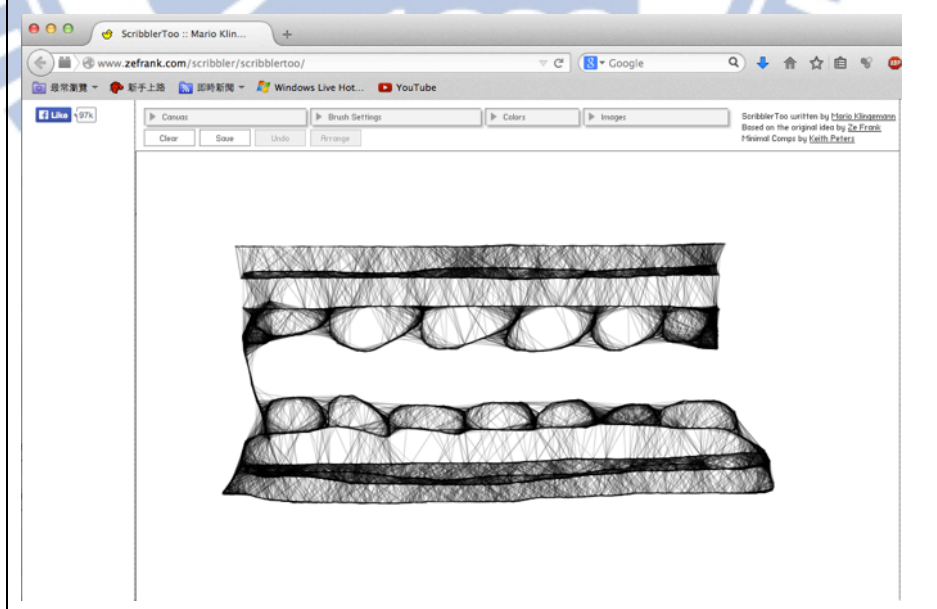 ScribblerToo :: Mario Klin...
www.zefrank.com/scribbler/scribblertoo/
Google
最常瀏覽 新手上路 即時新聞 Windows Live Hot... YouTube
Like 97k
Canvas Brush Settings Colors Images
Clear Save Undo Arrange
ScribblerToo written by Mario Klingemann
Based on the original idea by Ze Frank
Minimal Comps by Keith Peters